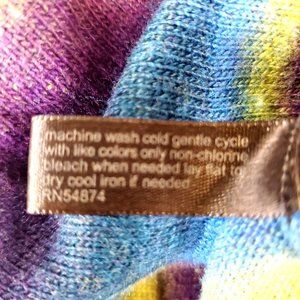 machine wash cold gentle cycle
with like colors only non-chlorine
bleach when needed lay flat to
dry cool iron if needed
RN54874